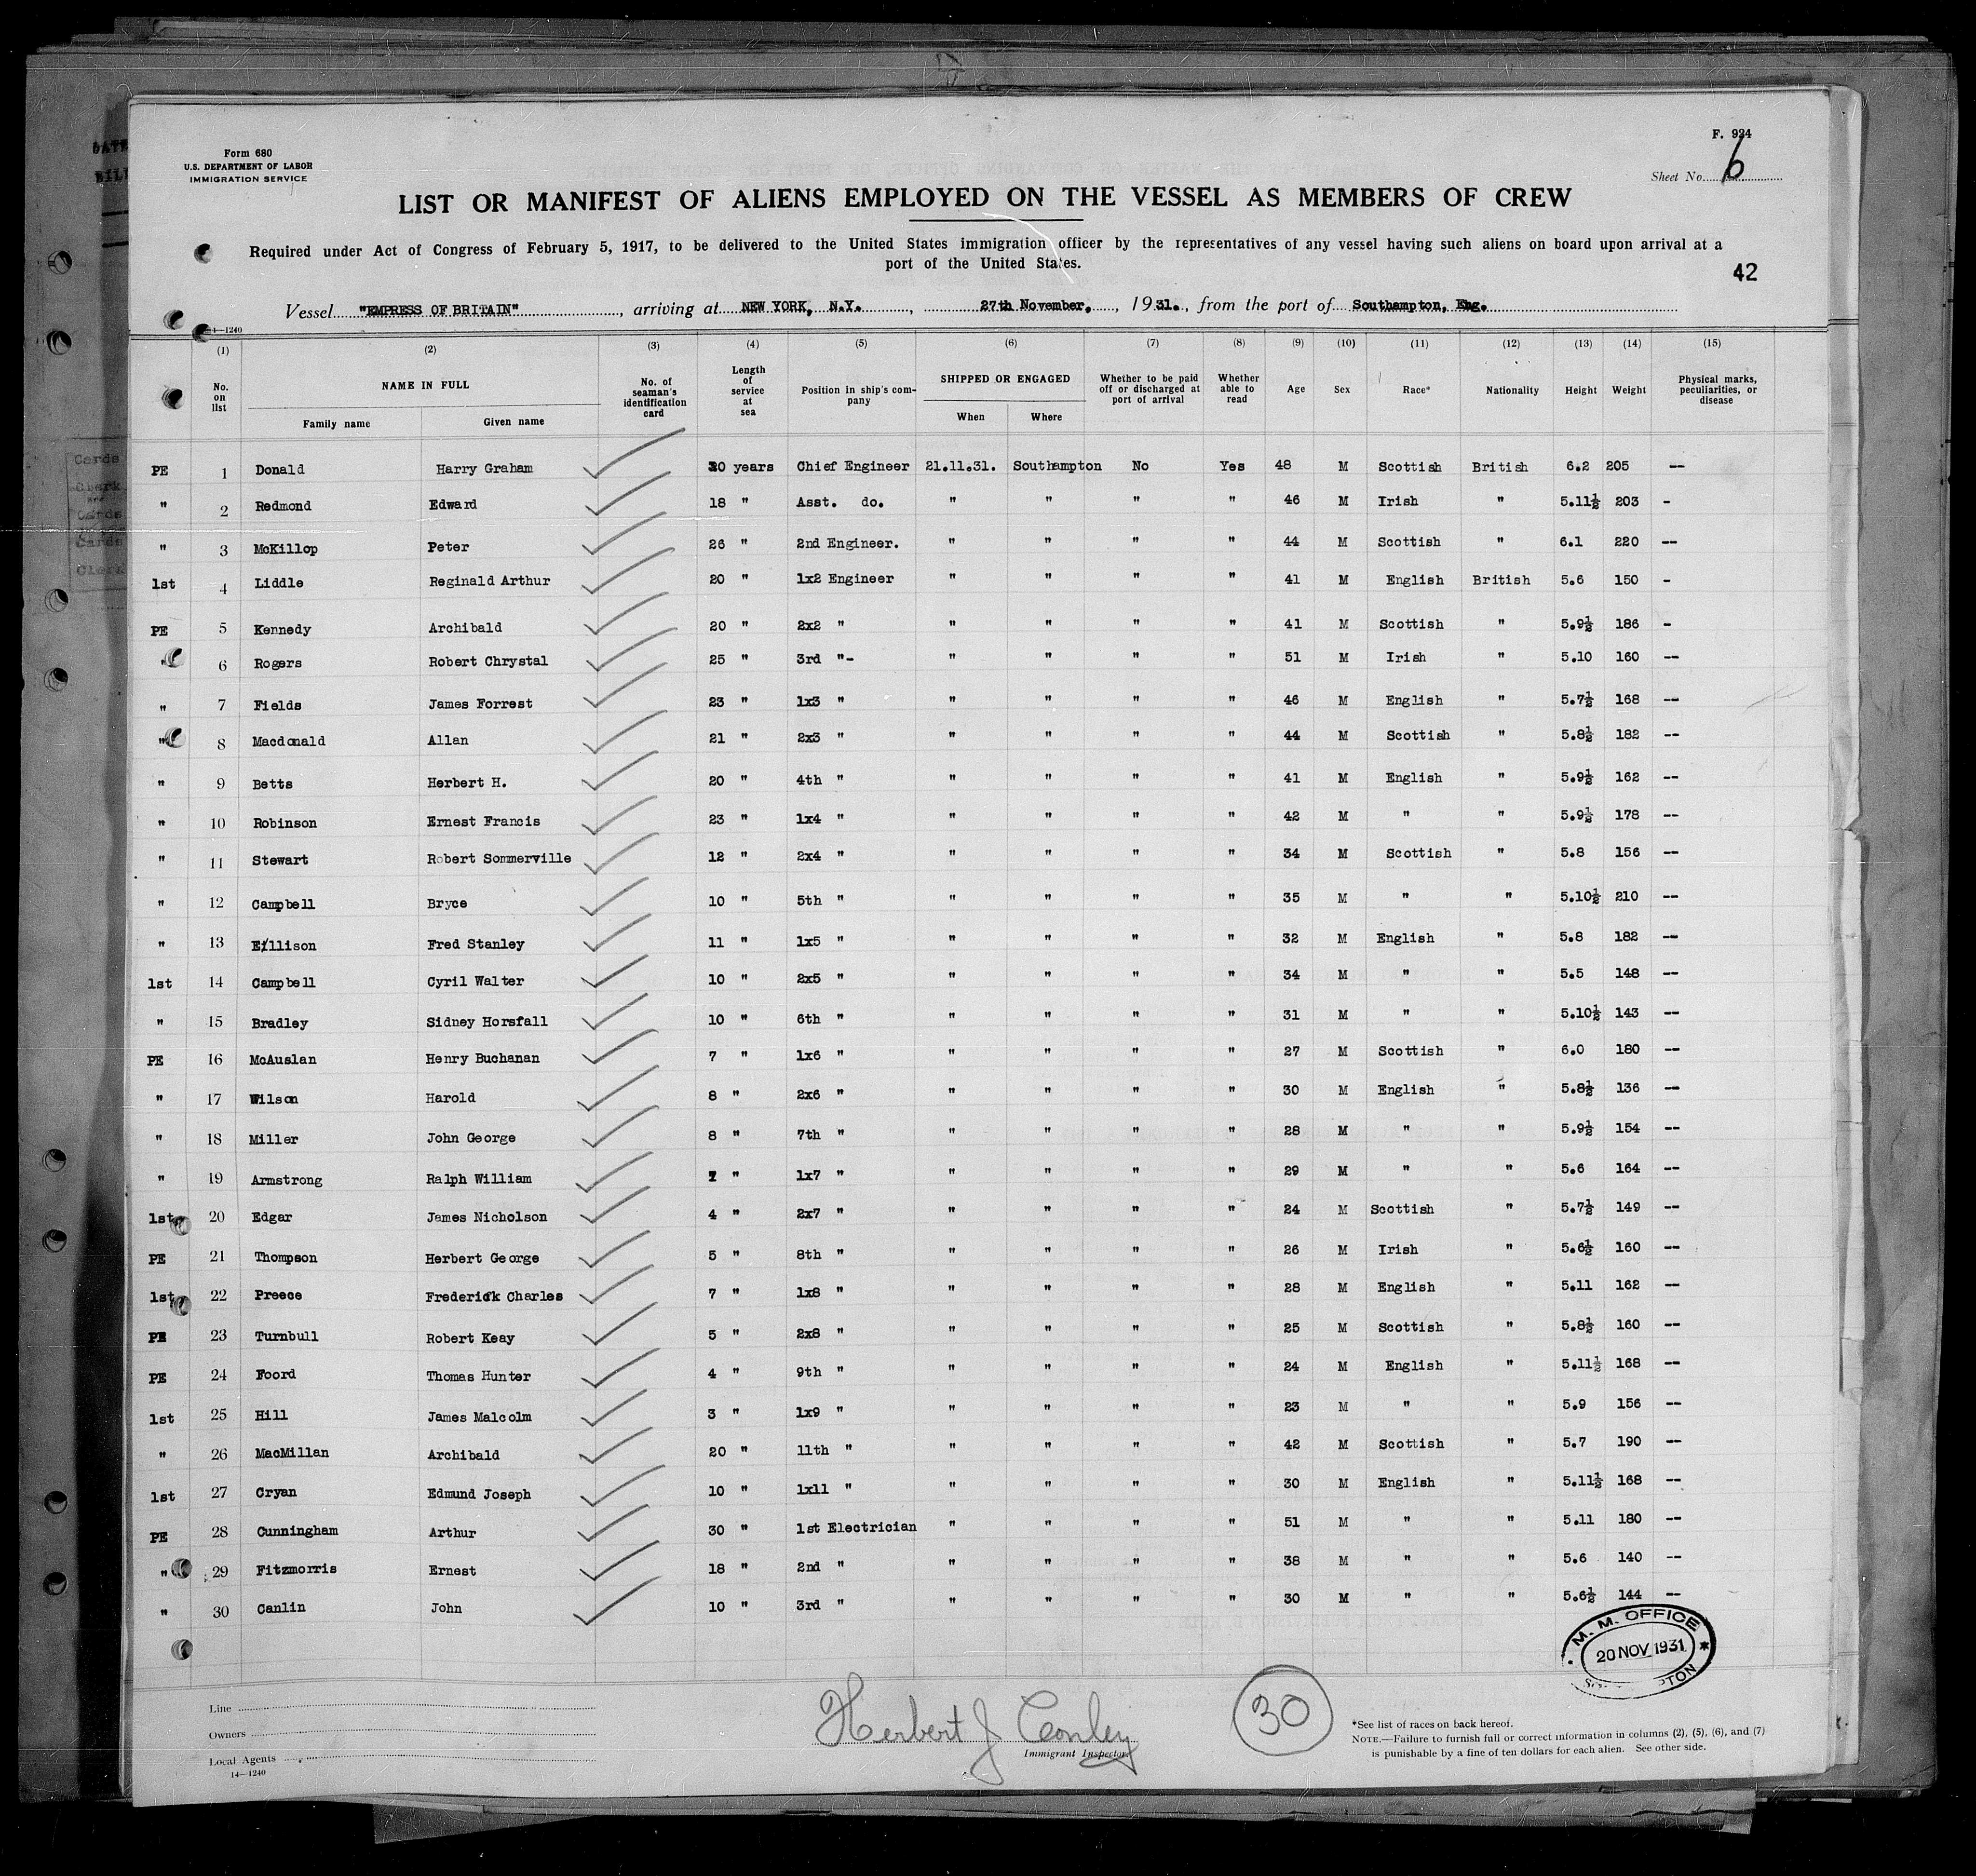 F. 924
Form 680
U.S. DEPARTMENT OF LABOR
IMMIGRATION SERVICE
Sheet No. 6
LIST OR MANIFEST OF ALIENS EMPLOYED ON THE VESSEL AS MEMBERS OF CREW
Required under Act of Congress of February 5, 1917, to be delivered to the United States immigration officer by the representatives of any vessel having such aliens on board upon arrival at a
port of the United States.
42
Vessel "EMPRESS OF BRITAIN", arriving at NEW YORK, N.Y., 27th November, 1931., from the port of Southampton, Eng.
14—1240
(1) (2) (3) (4) (5) (6) (7) (8) (9) (10) (11) (12) (13) (14) (15)
No. on list NAME IN FULL Family name Given name No. of seaman's identification card Length of service at sea Position in ship's company SHIPPED OR ENGAGED When Where Whether to be paid off or discharged at port of arrival Whether able to read Age Sex Race* Nationality Height Weight Physical marks, peculiarities, or disease
PE 1 Donald Harry Graham 30 years Chief Engineer 21.11.31. Southampton No Yes 48 M Scottish British 6.2 205 --
" 2 Redmond Edward 18 " Asst. do. " " " " 46 M Irish " 5.11½ 203 -
" 3 McKillop Peter 26 " 2nd Engineer. " " " " 44 M Scottish " 6.1 220 --
1st 4 Liddle Reginald Arthur 20 " 1x2 Engineer " " " " 41 M English British 5.6 150 -
PE 5 Kennedy Archibald 20 " 2x2 " " " " " 41 M Scottish " 5.9½ 186 -
6 Rogers Robert Chrystal 25 " 3rd "- " " " " 51 M Irish " 5.10 160 --
" 7 Fields James Forrest 23 " 1x3 " " " " " 46 M English " 5.7½ 168 --
" 8 Macdonald Allan 21 " 2x3 " " " " " 44 M Scottish " 5.8½ 182 --
" 9 Betts Herbert H. 20 " 4th " " " " " 41 M English " 5.9½ 162 --
" 10 Robinson Ernest Francis 23 " 1x4 " " " " " 42 M " " 5.9½ 178 --
" 11 Stewart Robert Sommerville 12 " 2x4 " " " " " 34 M Scottish " 5.8 156 --
" 12 Campbell Bryce 10 " 5th " " " " " 35 M " " 5.10½ 210 --
" 13 Ellison Fred Stanley 11 " 1x5 " " " " " 32 M English " 5.8 182 --
1st 14 Campbell Cyril Walter 10 " 2x5 " " " " " 34 M " " 5.5 148 --
" 15 Bradley Sidney Horsfall 10 " 6th " " " " " 31 M " " 5.10½ 143 --
PE 16 McAuslan Henry Buchanan 7 " 1x6 " " " " " 27 M Scottish " 6.0 180 --
" 17 Wilson Harold 8 " 2x6 " " " " " 30 M English " 5.8½ 136 --
" 18 Miller John George 8 " 7th " " " " " 28 M " " 5.9½ 154 --
" 19 Armstrong Ralph William " 1x7 " " " " " 29 M " " 5.6 164 --
1st 20 Edgar James Nicholson 4 " 2x7 " " " " " 24 M Scottish " 5.7½ 149 --
PE 21 Thompson Herbert George 5 " 8th " " " " " 26 M Irish " 5.6½ 160 --
1st 22 Preece Frederick Charles 7 " 1x8 " " " " " 28 M English " 5.11 162 --
PE 23 Turnbull Robert Keay 5 " 2x8 " " " " " 25 M Scottish " 5.8½ 160 --
PE 24 Foord Thomas Hunter 4 " 9th " " " " " 24 M English " 5.11½ 168 --
1st 25 Hill James Malcolm 3 " 1x9 " " " " " 23 M " " 5.9 156 --
" 26 MacMillan Archibald 20 " 11th " " " " " 42 M Scottish " 5.7 190 --
1st 27 Cryan Edmund Joseph 10 " 1x11 " " " " " 30 M English " 5.11½ 168 --
PE 28 Cunningham Arthur 30 " 1st Electrician " " " " 51 M " " 5.11 180 --
" 29 Fitzmorris Ernest 18 " 2nd " " " " " 38 M " " 5.6 140 --
" 30 Canlin John 10 " 3rd " " " " " 30 M " " 5.6½ 144 --
M. M. OFFICE
20 NOV 1931
Line
Owners
Local Agents
14—1240
Herbert J Conley
Immigrant Inspector
30
*See list of races on back hereof.
NOTE.—Failure to furnish full or correct information in columns (2), (5), (6), and (7)
is punishable by a fine of ten dollars for each alien. See other side.